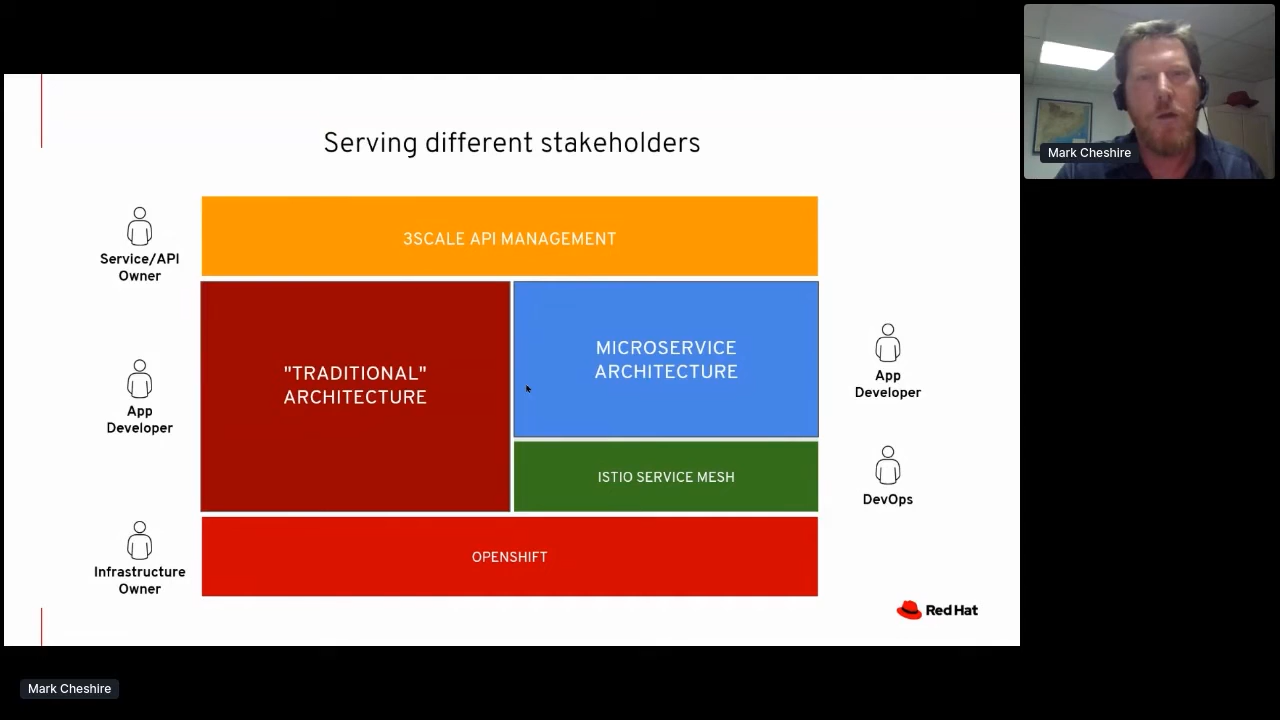 Serving different stakeholders
Service/API
Owner
3SCALE API MANAGEMENT
App
Developer
"TRADITIONAL"
ARCHITECTURE
MICROSERVICE
ARCHITECTURE
App
Developer
ISTIO SERVICE MESH
DevOps
Infrastructure
Owner
OPENSHIFT
Red Hat
Mark Cheshire
Mark Cheshire